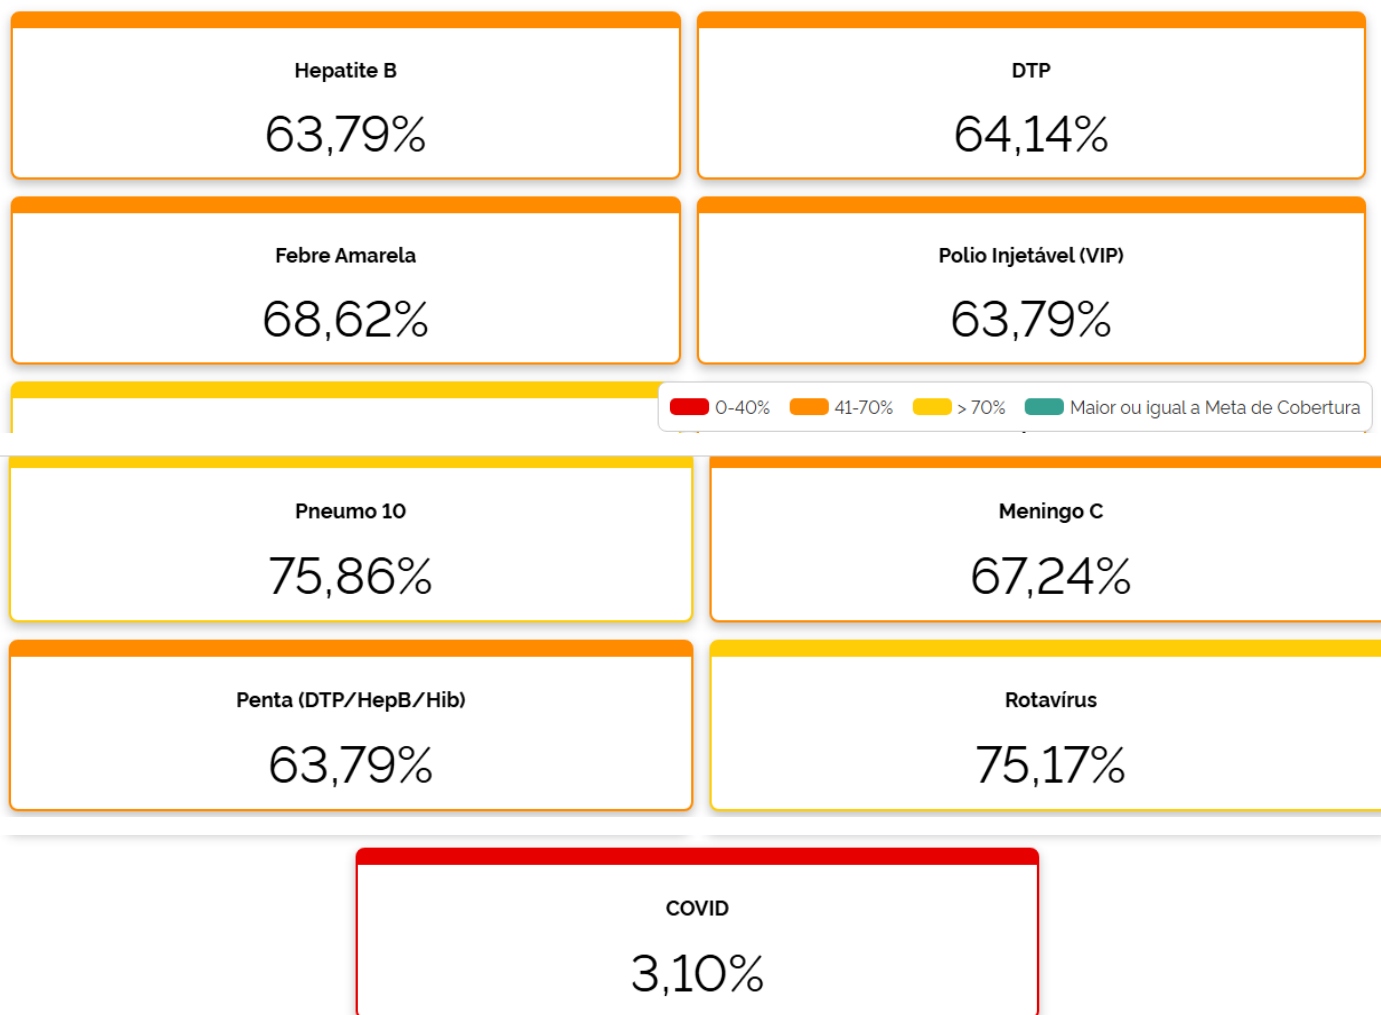 Hepatite B
63,79%
DTP
64,14%
Febre Amarela
68,62%
Polio Injetável (VIP)
63,79%
0-40%
41-70%
> 70%
Maior ou igual a Meta de Cobertura
Pneumo 10
75,86%
Meningo C
67,24%
Penta (DTP/HepB/Hib)
63,79%
Rotavírus
75,17%
COVID
3,10%